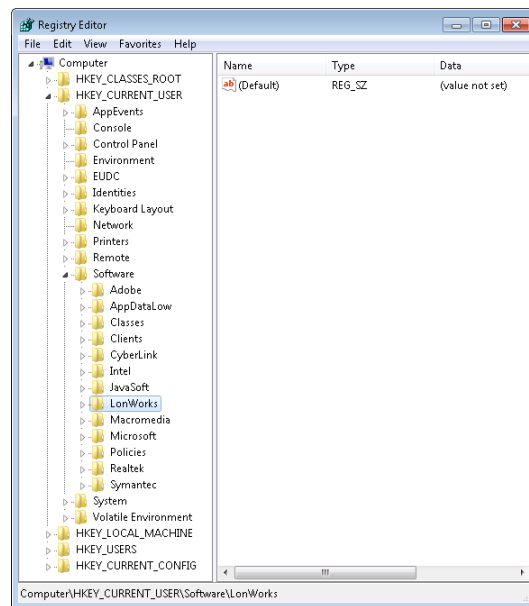 Registry Editor
File Edit View Favorites Help
Computer
HKEY_CLASSES_ROOT
HKEY_CURRENT_USER
AppEvents
Console
Control Panel
Environment
EUDC
Identities
Keyboard Layout
Network
Printers
Remote
Software
Adobe
AppDataLow
Classes
Clients
CyberLink
Intel
JavaSoft
LonWorks
Macromedia
Microsoft
Policies
Realtek
Symantec
System
Volatile Environment
HKEY_LOCAL_MACHINE
HKEY_USERS
HKEY_CURRENT_CONFIG
Name Type Data
ab (Default) REG_SZ (value not set)
Computer\HKEY_CURRENT_USER\Software\LonWorks